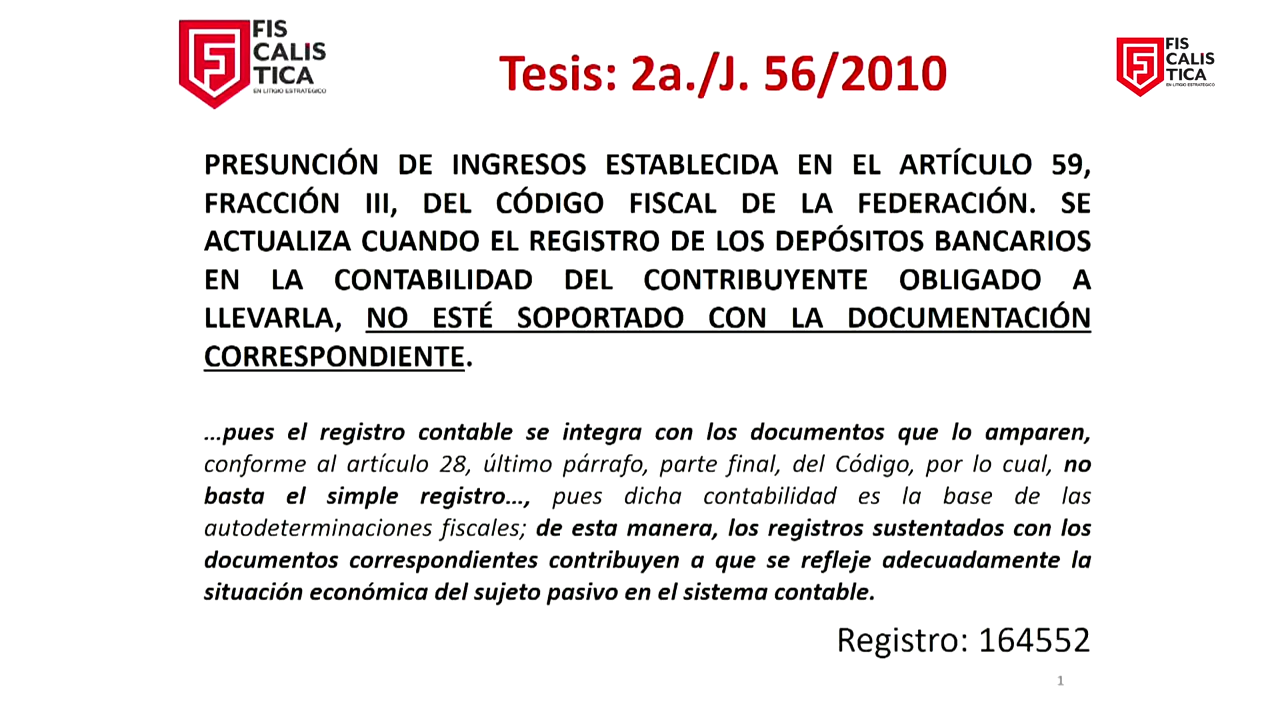 FIS
CALIS
TICA
EN LITIGIO ESTRATÉGICO
Tesis: 2a./J. 56/2010
FIS
CALIS
TICA
EN LITIGIO ESTRATÉGICO
PRESUNCIÓN DE INGRESOS ESTABLECIDA EN EL ARTÍCULO 59,
FRACCIÓN III, DEL CÓDIGO FISCAL DE LA FEDERACIÓN. SE
ACTUALIZA CUANDO EL REGISTRO DE LOS DEPÓSITOS BANCARIOS
EN LA CONTABILIDAD DEL CONTRIBUYENTE OBLIGADO A
LLEVARLA, NO ESTÉ SOPORTADO CON LA DOCUMENTACIÓN
CORRESPONDIENTE.
...pues el registro contable se integra con los documentos que lo amparen,
conforme al artículo 28, último párrafo, parte final, del Código, por lo cual, no
basta el simple registro..., pues dicha contabilidad es la base de las
autodeterminaciones fiscales; de esta manera, los registros sustentados con los
documentos correspondientes contribuyen a que se refleje adecuadamente la
situación económica del sujeto pasivo en el sistema contable.
Registro: 164552
1